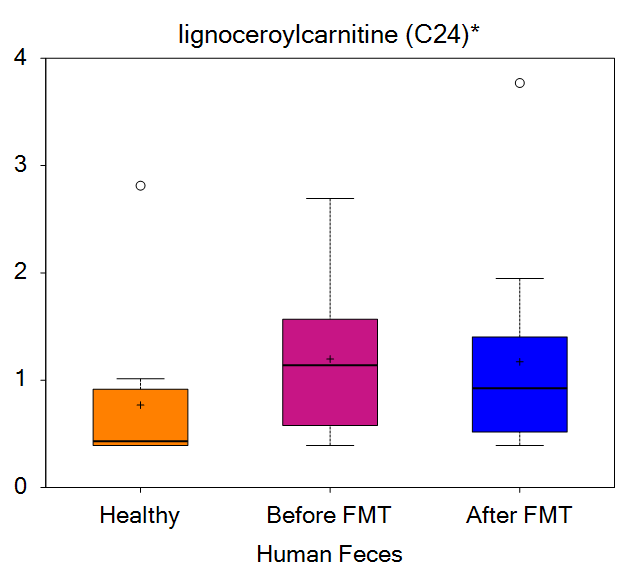 lignoceroylcarnitine (C24)*
4
3
2
1
0
Healthy Before FMT After FMT
Human Feces